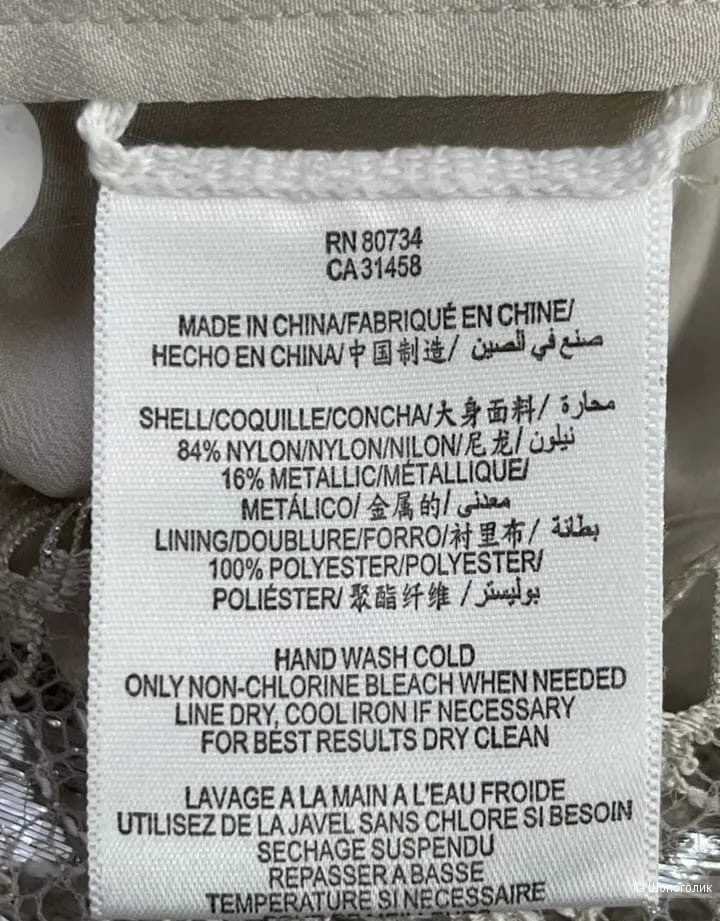 RN 80734
CA 31458
MADE IN CHINA/FABRIQUÉ EN CHINE/
HECHO EN CHINA/中国制造/ صنع في الصين
SHELL/COQUILLE/CONCHA/大身面料/ محارة
84% NYLON/NYLON/NILON/尼龙/ نيلون
16% METALLIC/MÉTALLIQUE/
METÁLICO/ 金属的/ معدنى
LINING/DOUBLURE/FORRO/衬里布/ بطانة
100% POLYESTER/POLYESTER/
POLIÉSTER/ 聚酯纤维 / بوليستر
HAND WASH COLD
ONLY NON-CHLORINE BLEACH WHEN NEEDED
LINE DRY, COOL IRON IF NECESSARY
FOR BEST RESULTS DRY CLEAN
LAVAGE A LA MAIN A L'EAU FROIDE
UTILISEZ DE LA JAVEL SANS CHLORE SI BESOIN
SECHAGE SUSPENDU
REPASSER A BASSE
TEMPERATURE SI NECESSAIRE
© Шопоголик